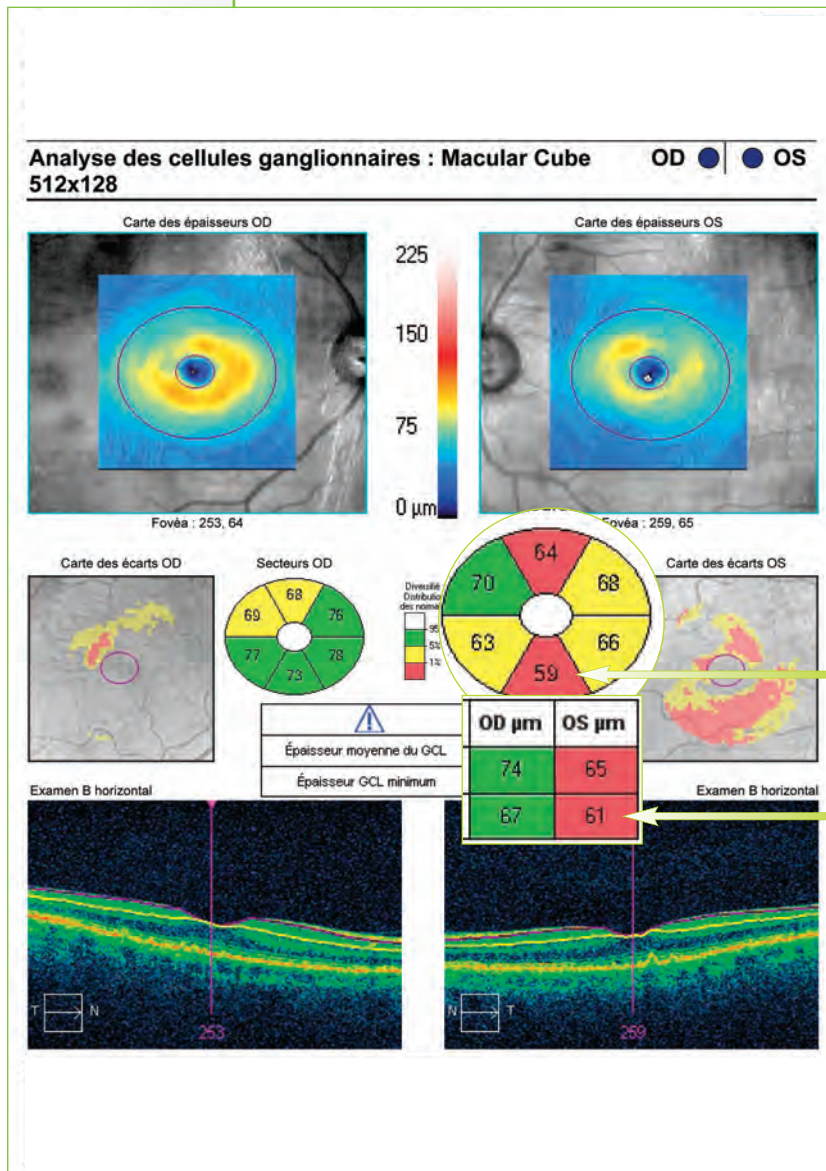 Analyse des cellules ganglionnaires : Macular Cube
512x128
OD OS
Carte des épaisseurs OD
Carte des épaisseurs OS
225
150
75
0 µm
Fovéa : 253, 64
Fovéa : 259, 65
Carte des écarts OD
Secteurs OD
Carte des écarts OS
68
69
76
77
78
73
Diversifié
Distributio
des norma
95
5%
1%
64
70
68
63
66
59
OD µm OS µm
Épaisseur moyenne du GCL 74 65
Épaisseur GCL minimum 67 61
Examen B horizontal
Examen B horizontal
T N
253
N T
259